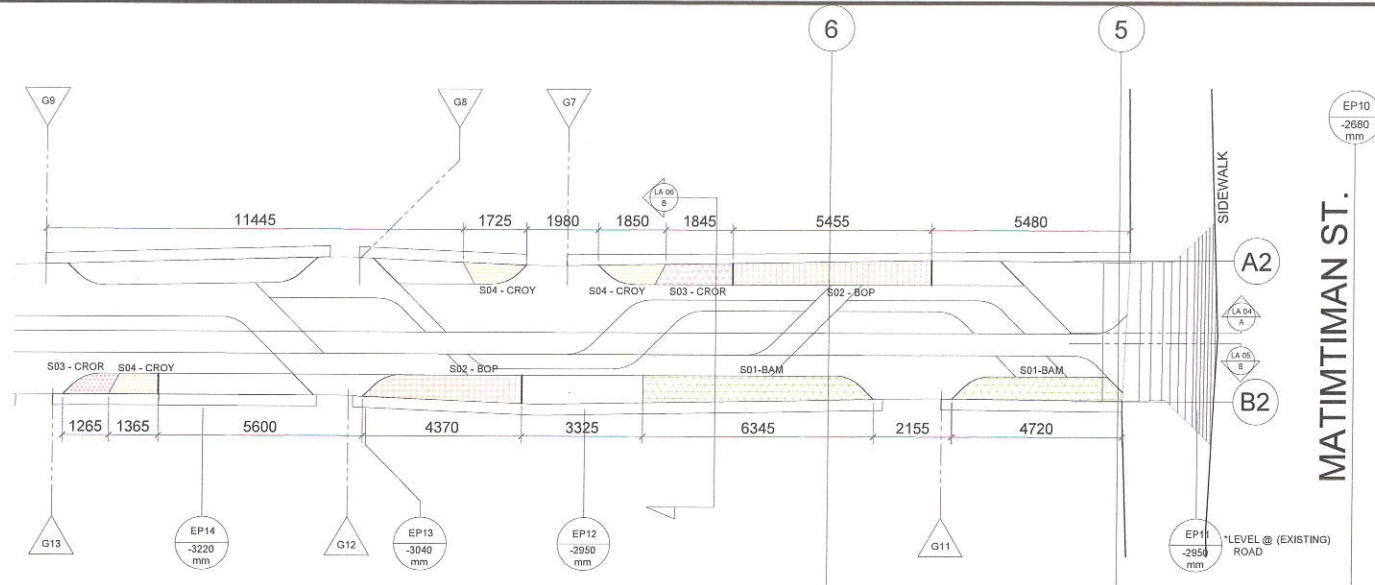 6
5
G9
G8
G7
EP10
-2680
mm
SIDEWALK
MATIMTIMAN ST.
LA 06
B
11445
1725
1980
1850
1845
5455
5480
A2
S04 - CROY
S04 - CROY
S03 - CROR
S02 - BOP
LA 04
A
LA 05
B
S03 - CROR
S04 - CROY
S02 - BOP
S01-BAM
S01-BAM
B2
1265
1365
5600
4370
3325
6345
2155
4720
G13
EP14
-3220
mm
G12
EP13
-3040
mm
EP12
-2950
mm
G11
EP11
-2950
mm
*LEVEL @ (EXISTING)
ROAD